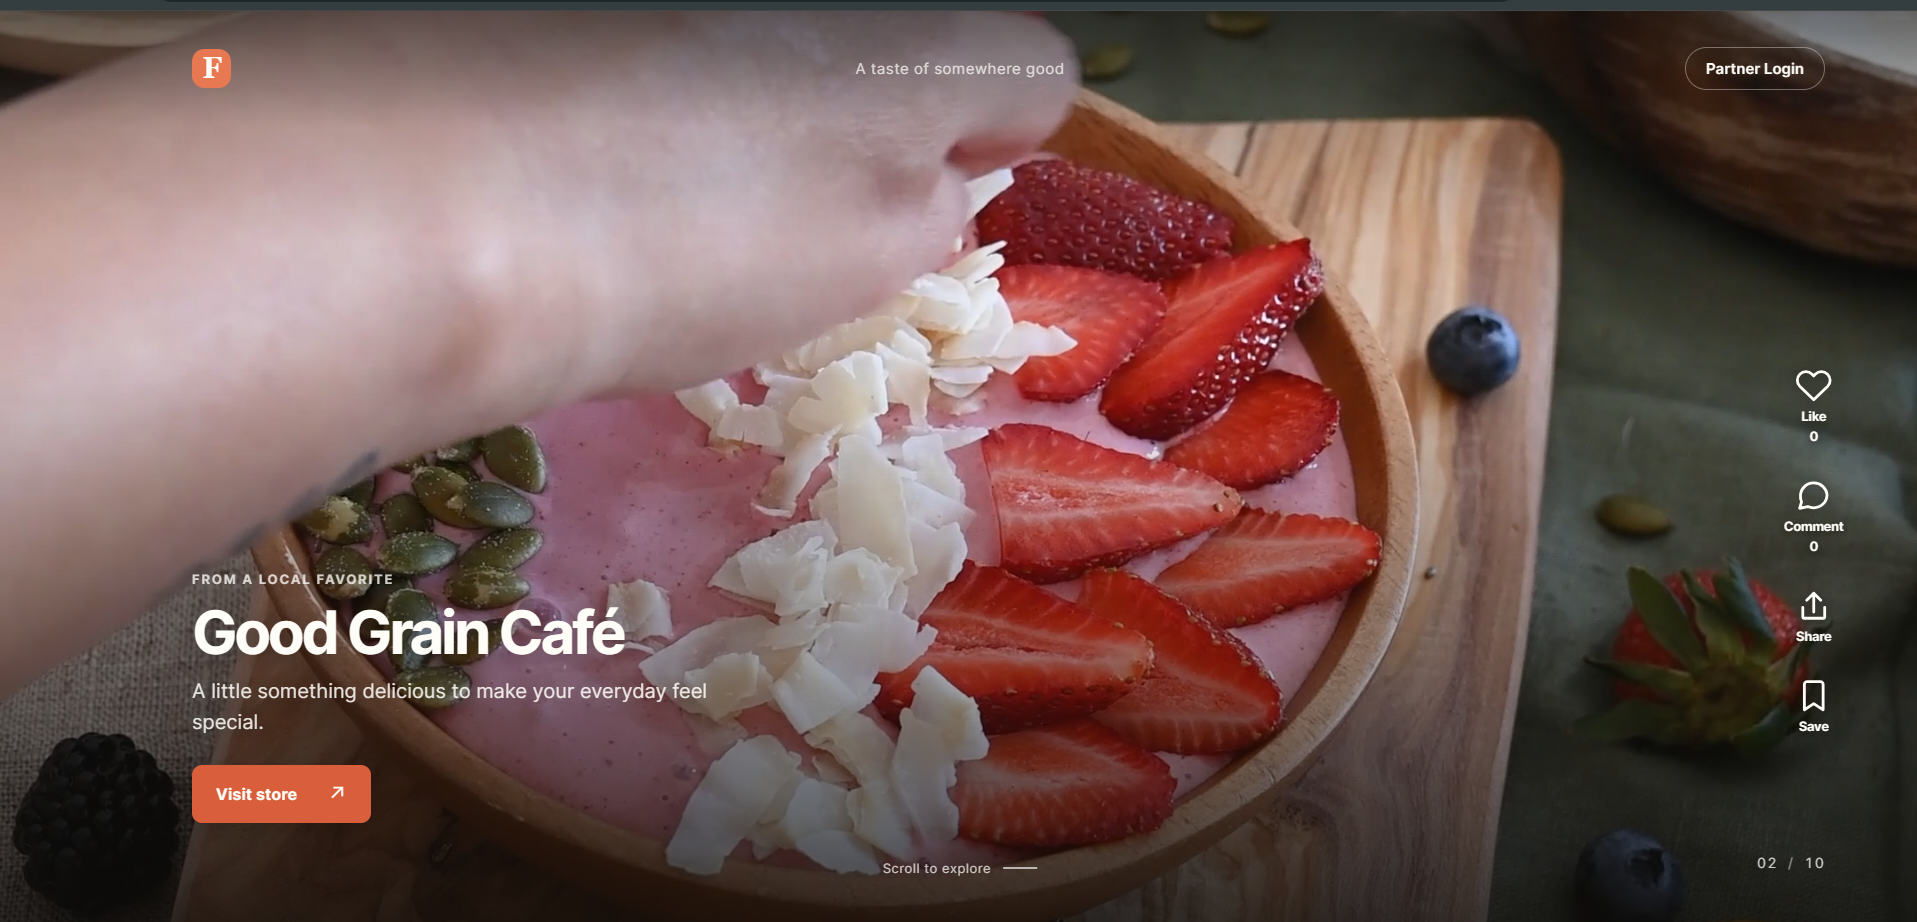 F
A taste of somewhere good
Partner Login
Like
0
Comment
0
Share
Save
FROM A LOCAL FAVORITE
Good Grain Café
A little something delicious to make your everyday feel
special.
Visit store
Scroll to explore
02 / 10